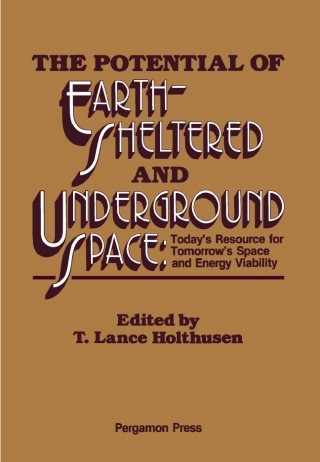 THE POTENTIAL OF
EARTH-
SHELTERED
AND
UNDERGROUND
SPACE:
Today's Resource for
Tomorrow's Space
and Energy Viability
Edited by
T. Lance Holthusen
Pergamon Press